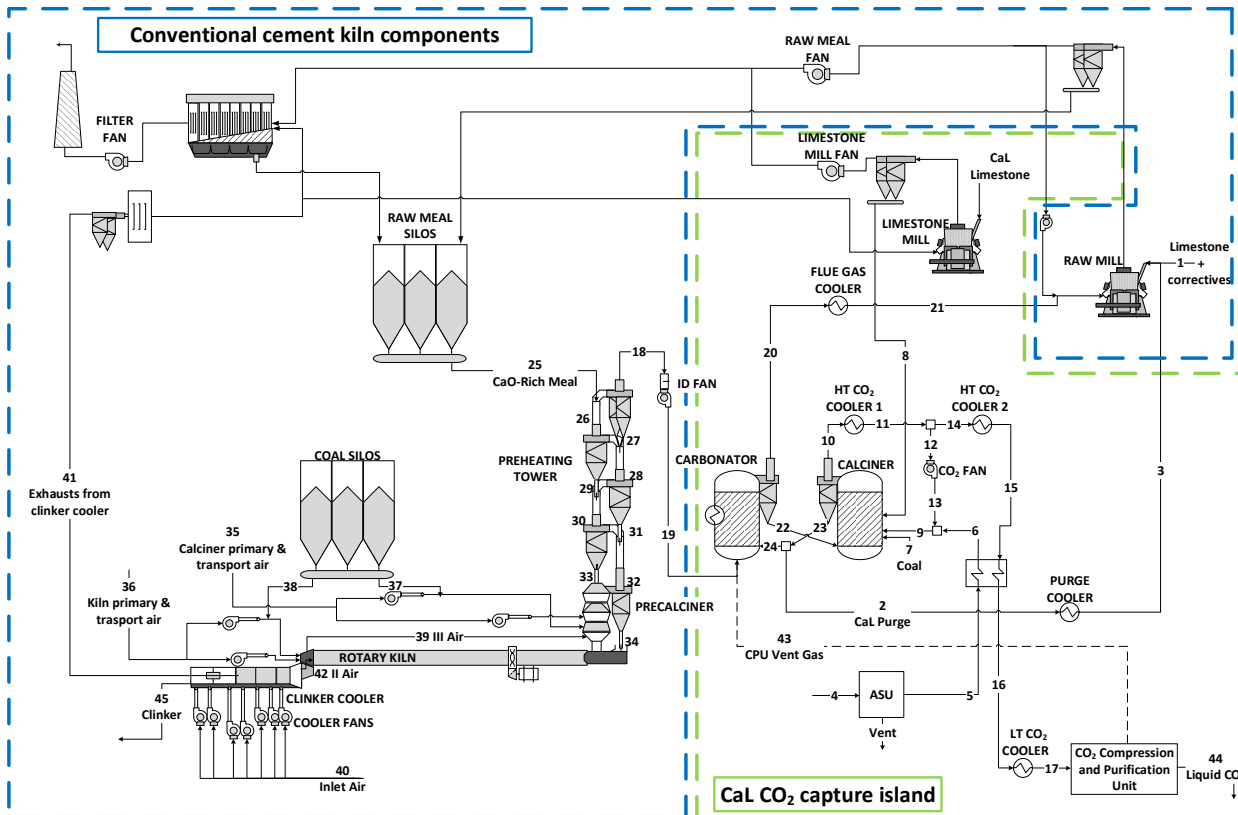 Conventional cement kiln components
RAW MEAL
FAN
FILTER
FAN
LIMESTONE
MILL FAN
CaL
Limestone
RAW MEAL
SILOS
LIMESTONE
MILL
RAW MILL
Limestone
1 +
correctives
FLUE GAS
COOLER
21
20
8
18
25
CaO-Rich Meal
ID FAN
26
27
HT CO₂
COOLER 1
HT CO₂
COOLER 2
11
14
10
12
CARBONATOR
CALCINER
CO₂ FAN
3
PREHEATING
TOWER
28
29
COAL SILOS
41
Exhausts from
clinker cooler
15
13
30
31
19
22
23
9
6
24
7
Coal
35
Calciner primary &
transport air
38
37
33
32
PRECALCINER
36
Kiln primary &
trasport air
PURGE
COOLER
2
CaL Purge
39 III Air
34
43
CPU Vent Gas
ROTARY KILN
42 II Air
45
Clinker
CLINKER COOLER
COOLER FANS
4
ASU
5
16
Vent
LT CO₂
COOLER
17
CO₂ Compression
and Purification
Unit
44
Liquid CO
40
Inlet Air
CaL CO₂ capture island